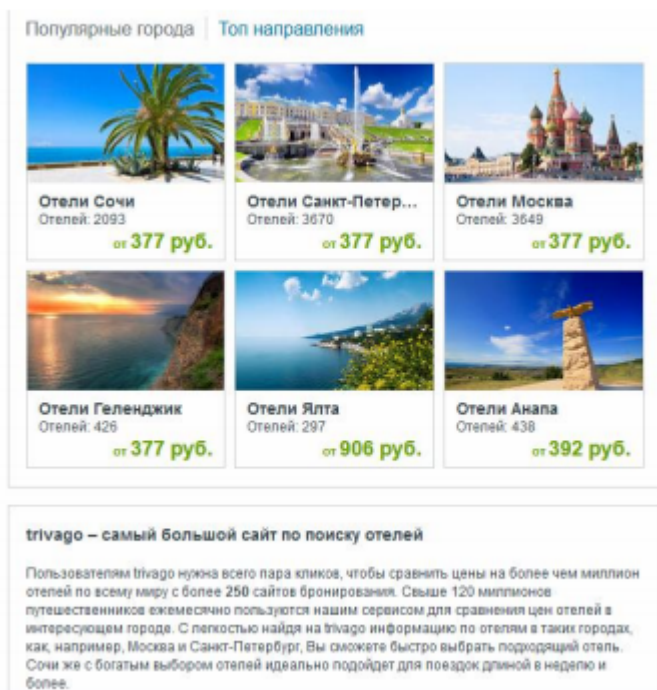 Популярные города | Топ направления
Отели Сочи
Отелей: 2093
от 377 руб.
Отели Санкт-Петер...
Отелей: 3670
от 377 руб.
Отели Москва
Отелей: 3649
от 377 руб.
Отели Геленджик
Отелей: 426
от 377 руб.
Отели Ялта
Отелей: 297
от 906 руб.
Отели Анапа
Отелей: 438
от 392 руб.
trivago – самый большой сайт по поиску отелей
Пользователям trivago нужна всего пара кликов, чтобы сравнить цены на более чем миллион
отелей по всему миру с более 250 сайтов бронирования. Свыше 120 миллионов
путешественников ежемесячно пользуются нашим сервисом для сравнения цен отелей в
интересующем городе. С легкостью найдя на trivago информацию по отелям в таких городах,
как, например, Москва и Санкт-Петербург, Вы сможете быстро выбрать подходящий отель.
Сочи же с богатым выбором отелей идеально подойдет для поездок длиной в неделю и
более.